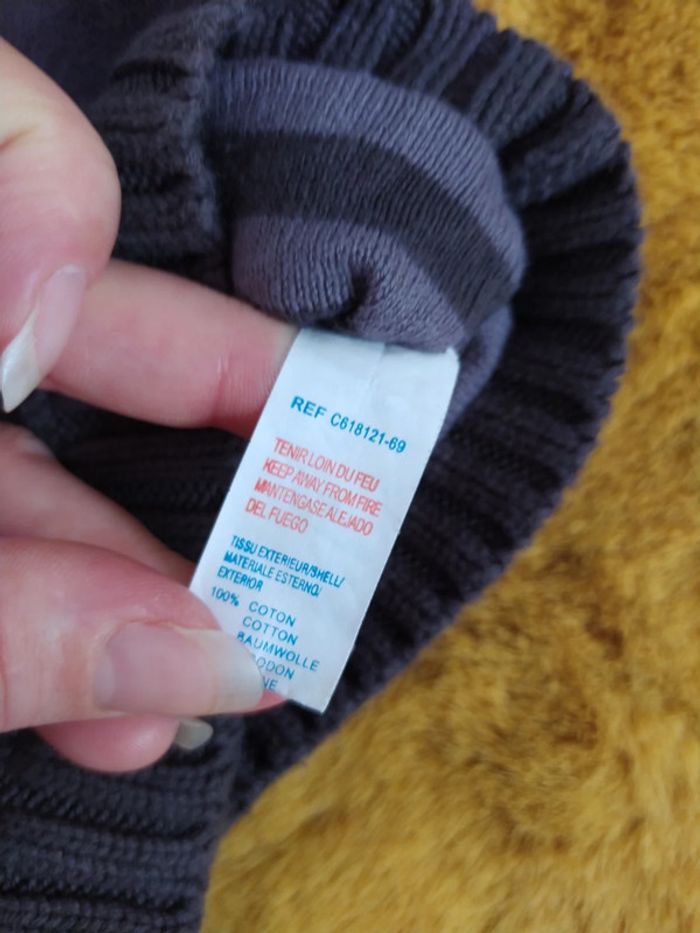 REF C618121-69
TENIR LOIN DU FEU
KEEP AWAY FROM FIRE
MANTENGASE ALEJADO
DEL FUEGO
TISSU EXTERIEUR/SHELL/
MATERIALE ESTERNO/
EXTERIOR
100% COTON
COTTON
BAUMWOLLE